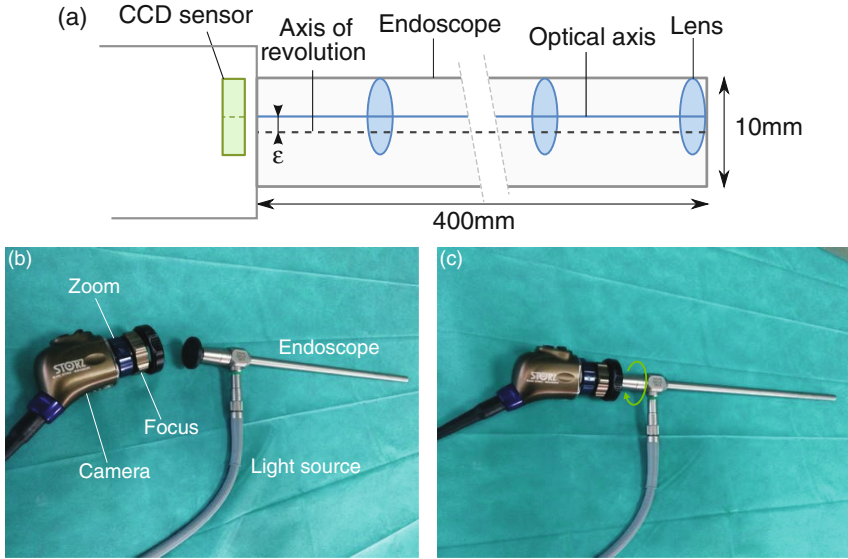 (a)
CCD sensor
Axis of
revolution
Endoscope
Optical axis
Lens
ε
10mm
400mm
(b)
Zoom
STORZ
Endoscope
Focus
Camera
Light source
(c)
STORZ